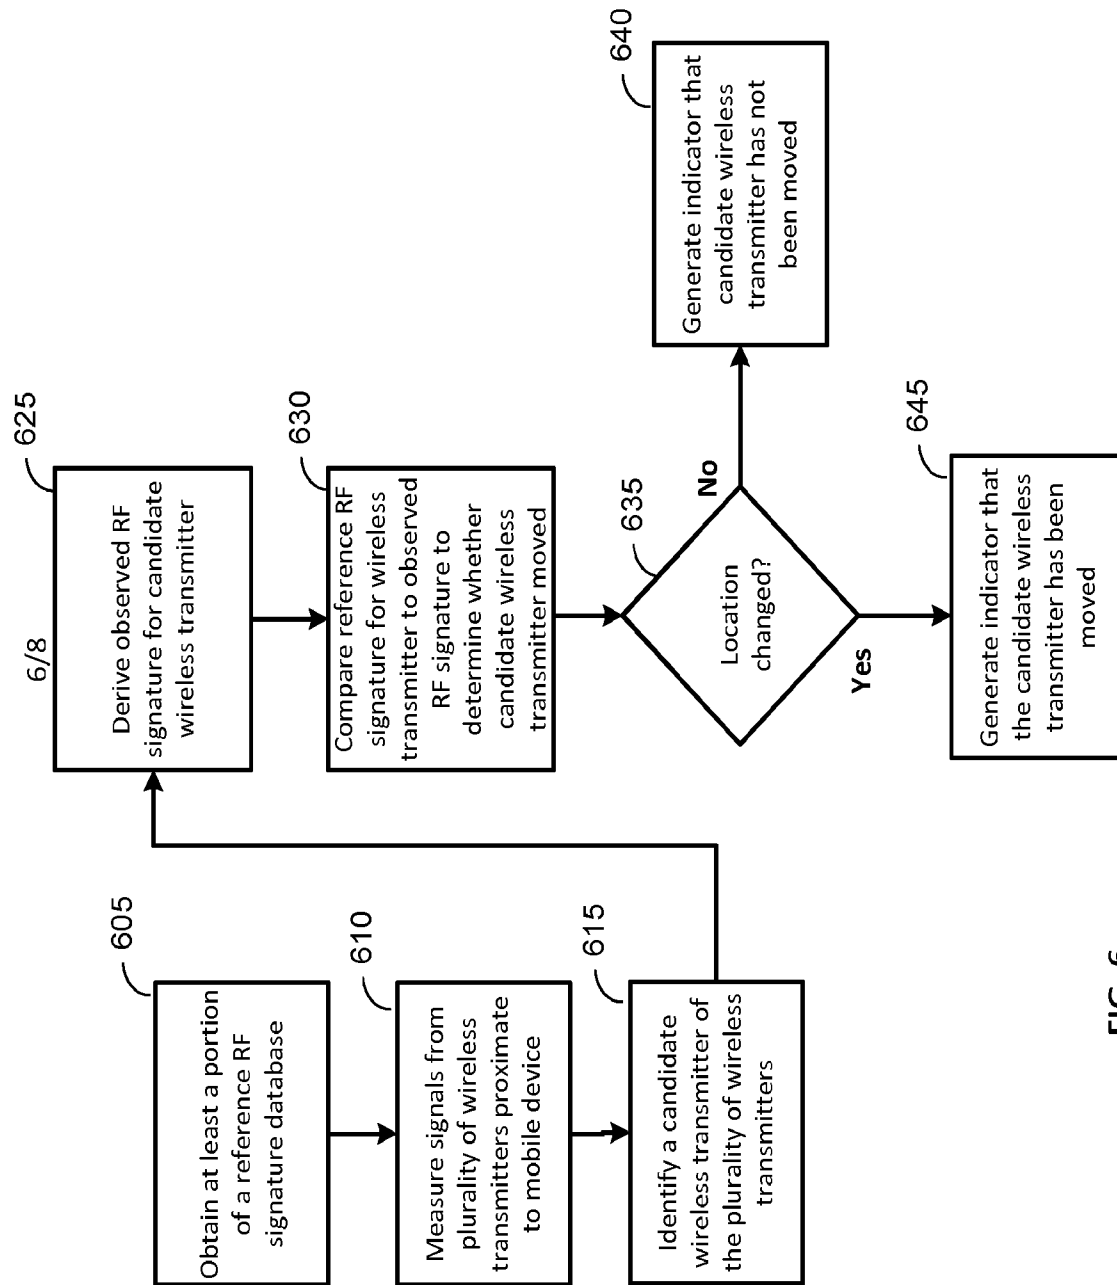 6/8
605
Obtain at least a portion
of a reference RF
signature database
610
Measure signals from
plurality of wireless
transmitters proximate
to mobile device
615
Identify a candidate
wireless transmitter of
the plurality of wireless
transmitters
625
Derive observed RF
signature for candidate
wireless transmitter
630
Compare reference RF
signature for wireless
transmitter to observed
RF signature to
determine whether
candidate wireless
transmitter moved
635
Location
changed?
No
Yes
640
Generate indicator that
candidate wireless
transmitter has not
been moved
645
Generate indicator that
the candidate wireless
transmitter has been
moved
FIG. 6